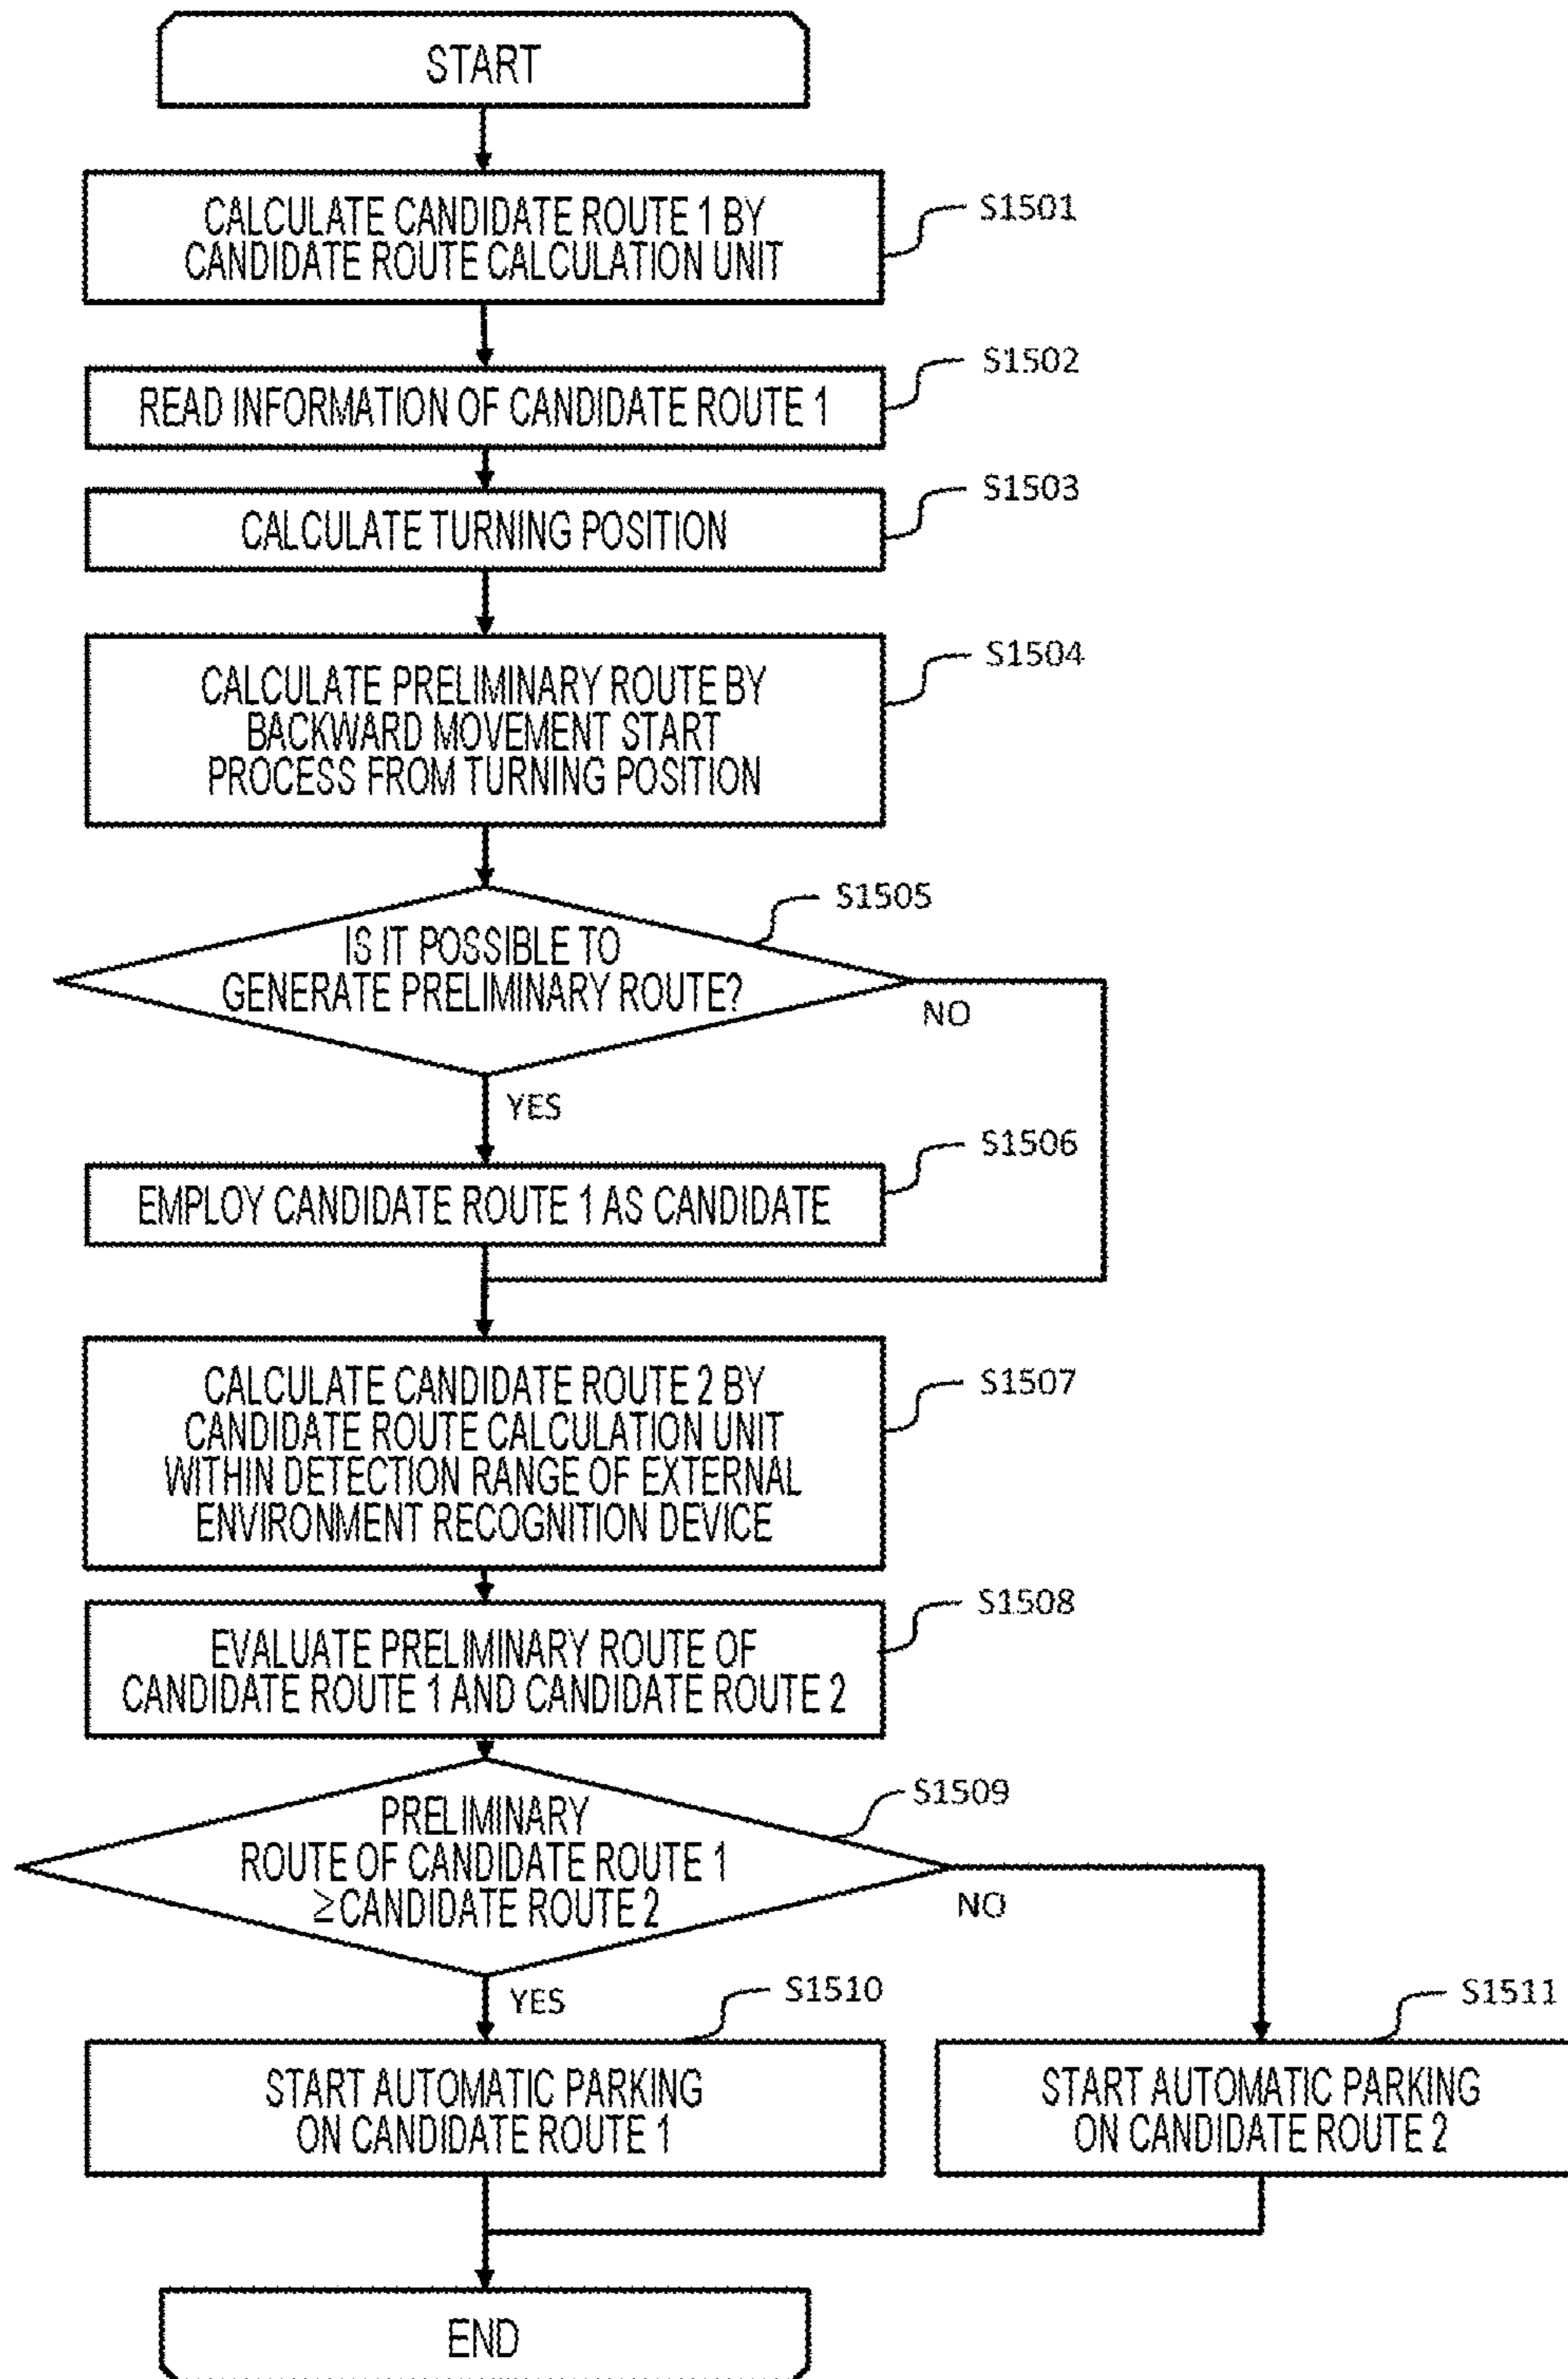 START
CALCULATE CANDIDATE ROUTE 1 BY
CANDIDATE ROUTE CALCULATION UNIT
S1501
READ INFORMATION OF CANDIDATE ROUTE 1
S1502
CALCULATE TURNING POSITION
S1503
CALCULATE PRELIMINARY ROUTE BY
BACKWARD MOVEMENT START
PROCESS FROM TURNING POSITION
S1504
IS IT POSSIBLE TO
GENERATE PRELIMINARY ROUTE?
S1505
NO
YES
EMPLOY CANDIDATE ROUTE 1 AS CANDIDATE
S1506
CALCULATE CANDIDATE ROUTE 2 BY
CANDIDATE ROUTE CALCULATION UNIT
WITHIN DETECTION RANGE OF EXTERNAL
ENVIRONMENT RECOGNITION DEVICE
S1507
EVALUATE PRELIMINARY ROUTE OF
CANDIDATE ROUTE 1 AND CANDIDATE ROUTE 2
S1508
PRELIMINARY
ROUTE OF CANDIDATE ROUTE 1
≥CANDIDATE ROUTE 2
S1509
NO
YES
START AUTOMATIC PARKING
ON CANDIDATE ROUTE 1
S1510
START AUTOMATIC PARKING
ON CANDIDATE ROUTE 2
S1511
END